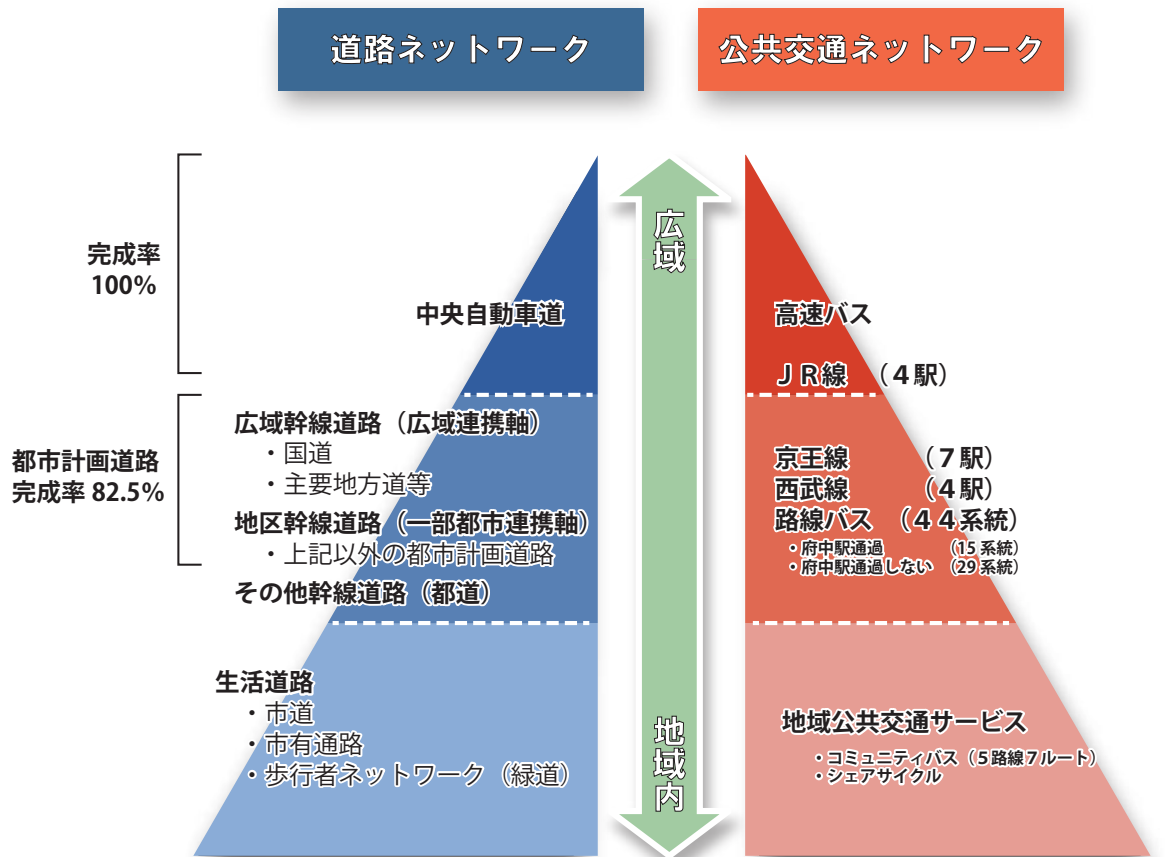 道路ネットワーク
公共交通ネットワーク
完成率
100%
中央自動車道
都市計画道路
完成率 82.5%
広域幹線道路（広域連携軸）
・国道
・主要地方道等
地区幹線道路（一部都市連携軸）
・上記以外の都市計画道路
その他幹線道路（都道）
生活道路
・市道
・市有通路
・歩行者ネットワーク（緑道）
広域
地域内
高速バス
ＪＲ線 （４駅）
京王線 （７駅）
西武線 （４駅）
路線バス （４４系統）
・府中駅通過 （15 系統）
・府中駅通過しない （29 系統）
地域公共交通サービス
・コミュニティバス（５路線７ルート）
・シェアサイクル